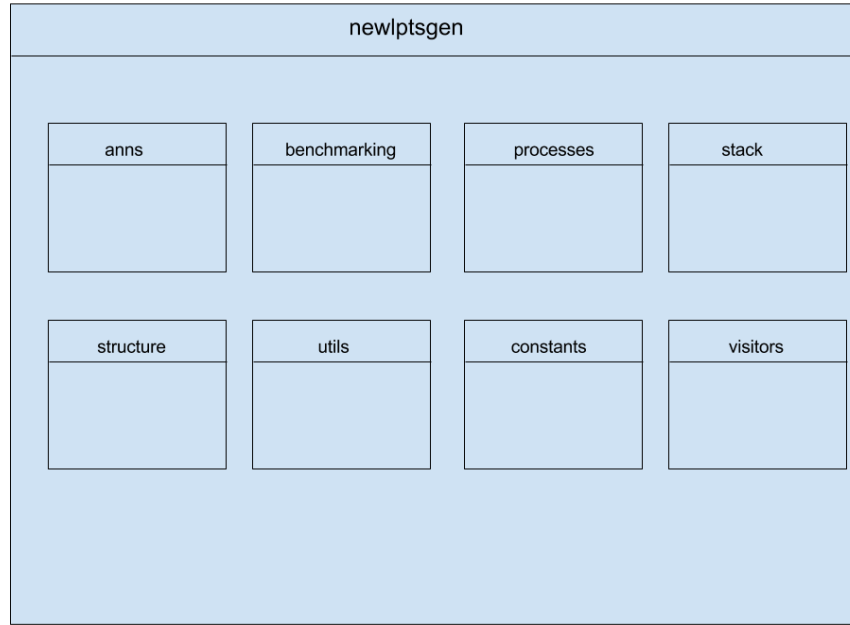 newlptsgen
anns
benchmarking
processes
stack
structure
utils
constants
visitors